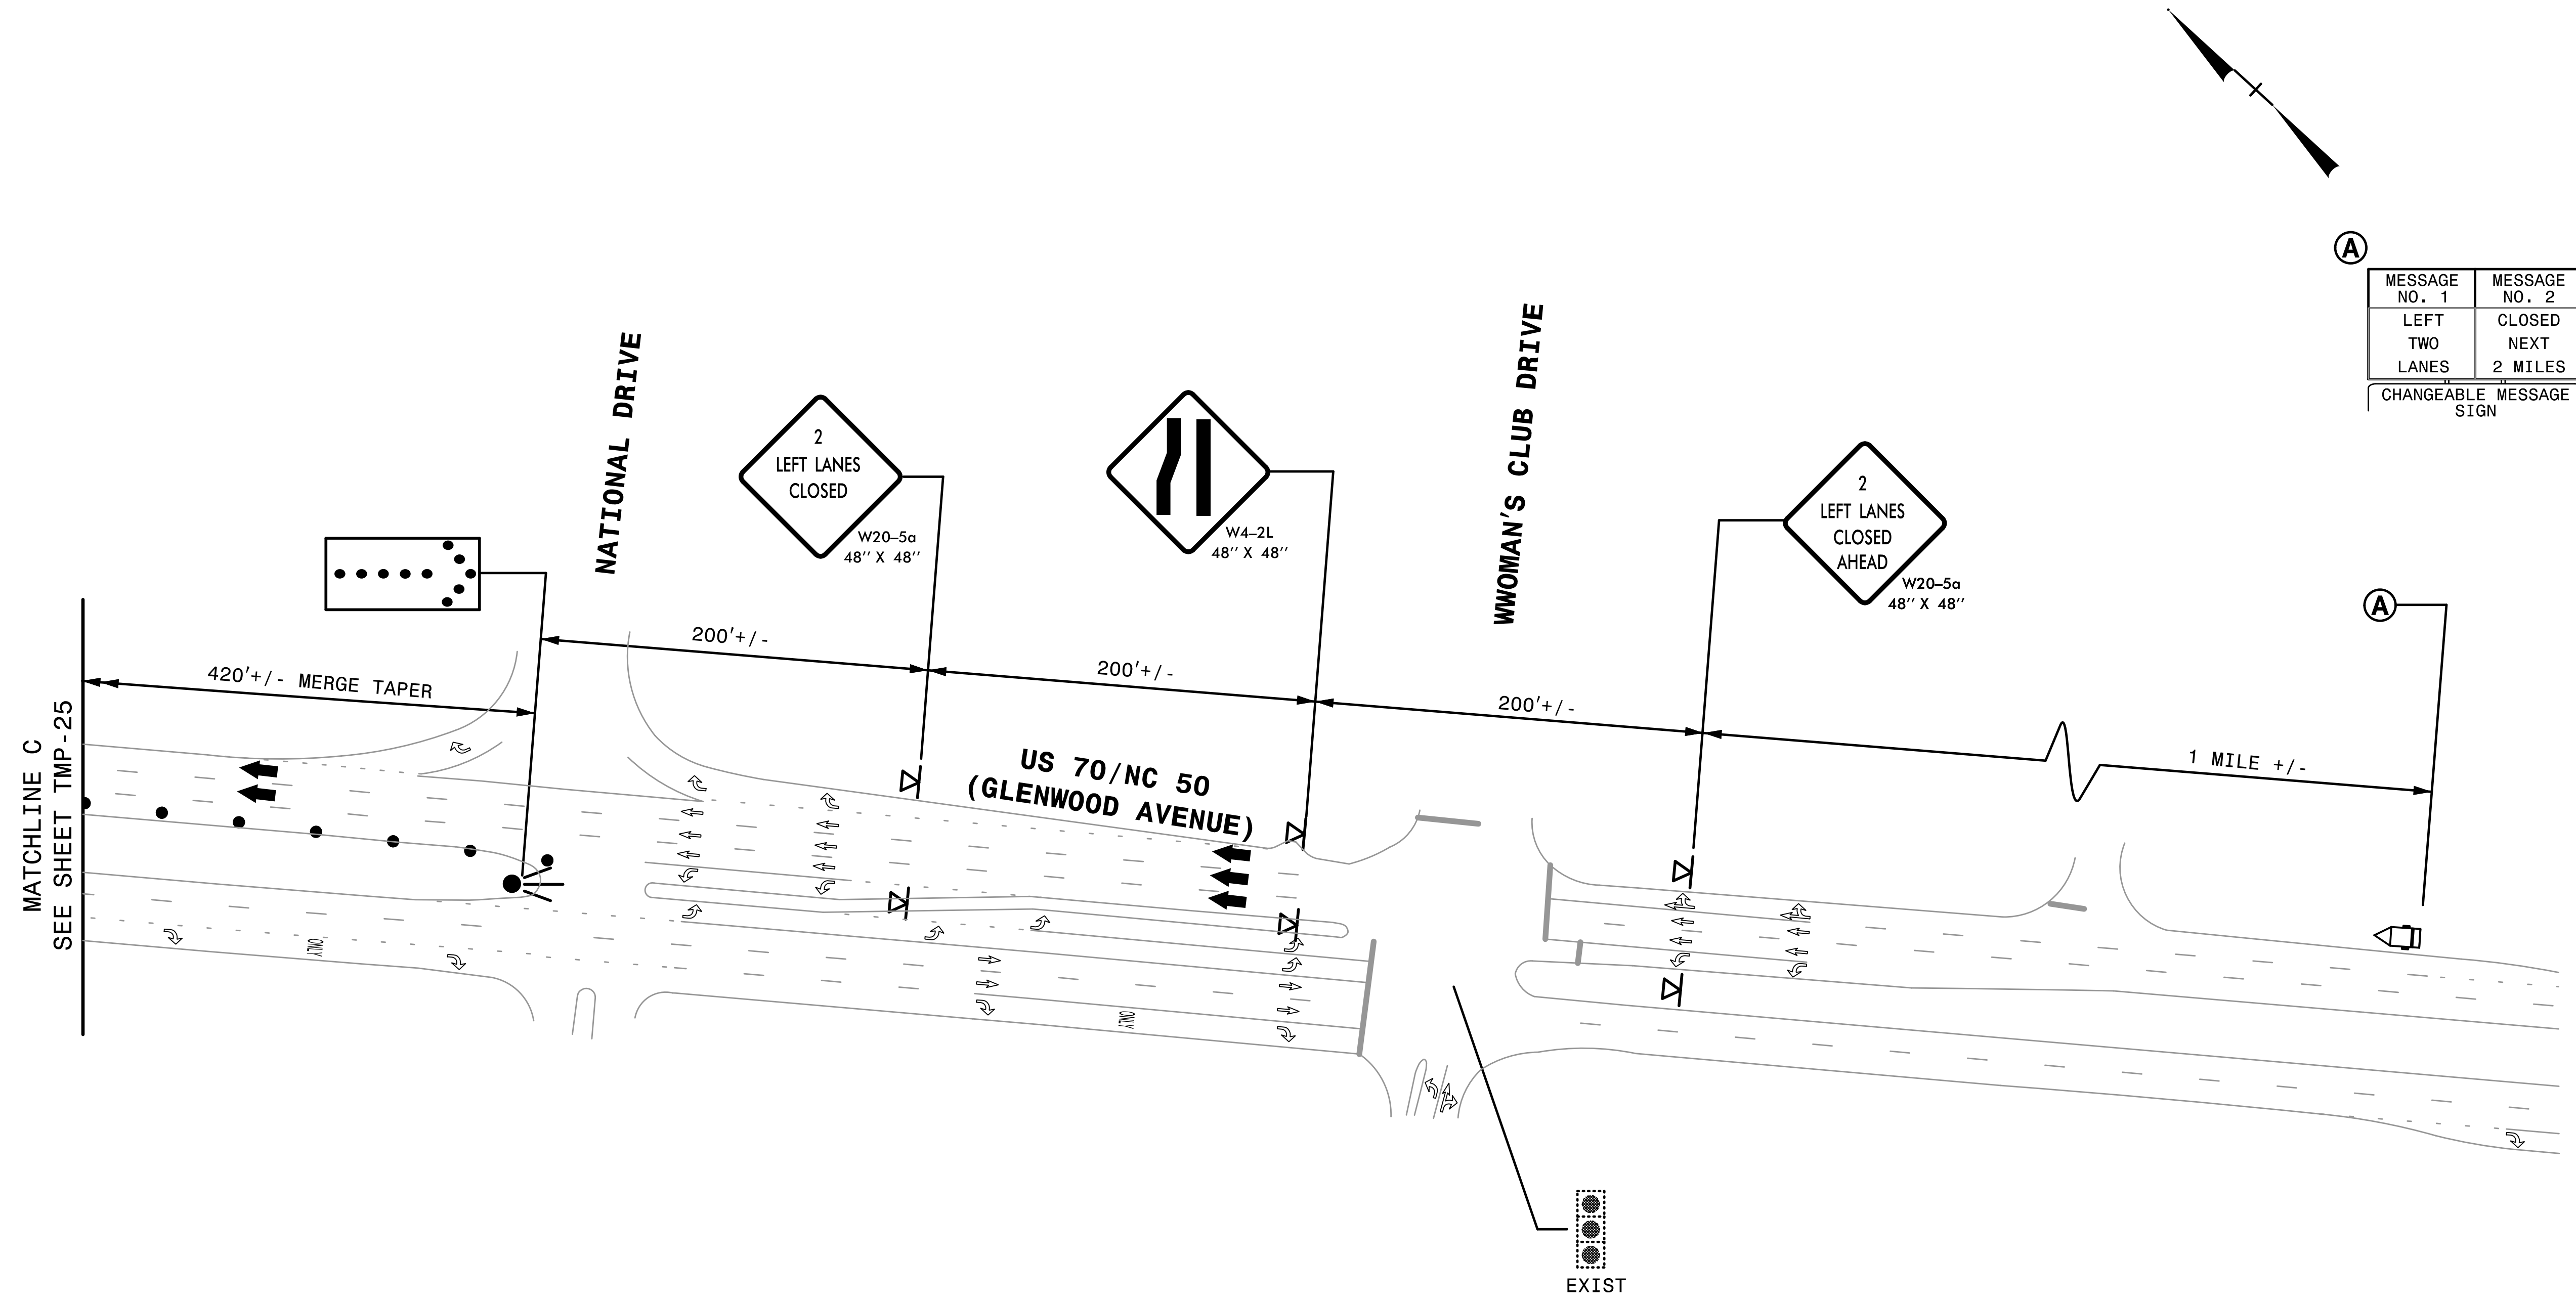 A
MESSAGE NO. 1
MESSAGE NO. 2
LEFT
TWO
LANES
CLOSED
NEXT
2 MILES
CHANGEABLE MESSAGE
SIGN
NATIONAL DRIVE
2
LEFT LANES
CLOSED
W20-5a
48" X 48"
W4-2L
48" X 48"
WWOMAN'S CLUB DRIVE
2
LEFT LANES
CLOSED
AHEAD
W20-5a
48" X 48"
A
420'+/- MERGE TAPER
200'+/-
200'+/-
200'+/-
1 MILE +/-
MATCHLINE C
SEE SHEET TMP-25
US 70/NC 50
(GLENWOOD AVENUE)
ONLY
ONLY
EXIST